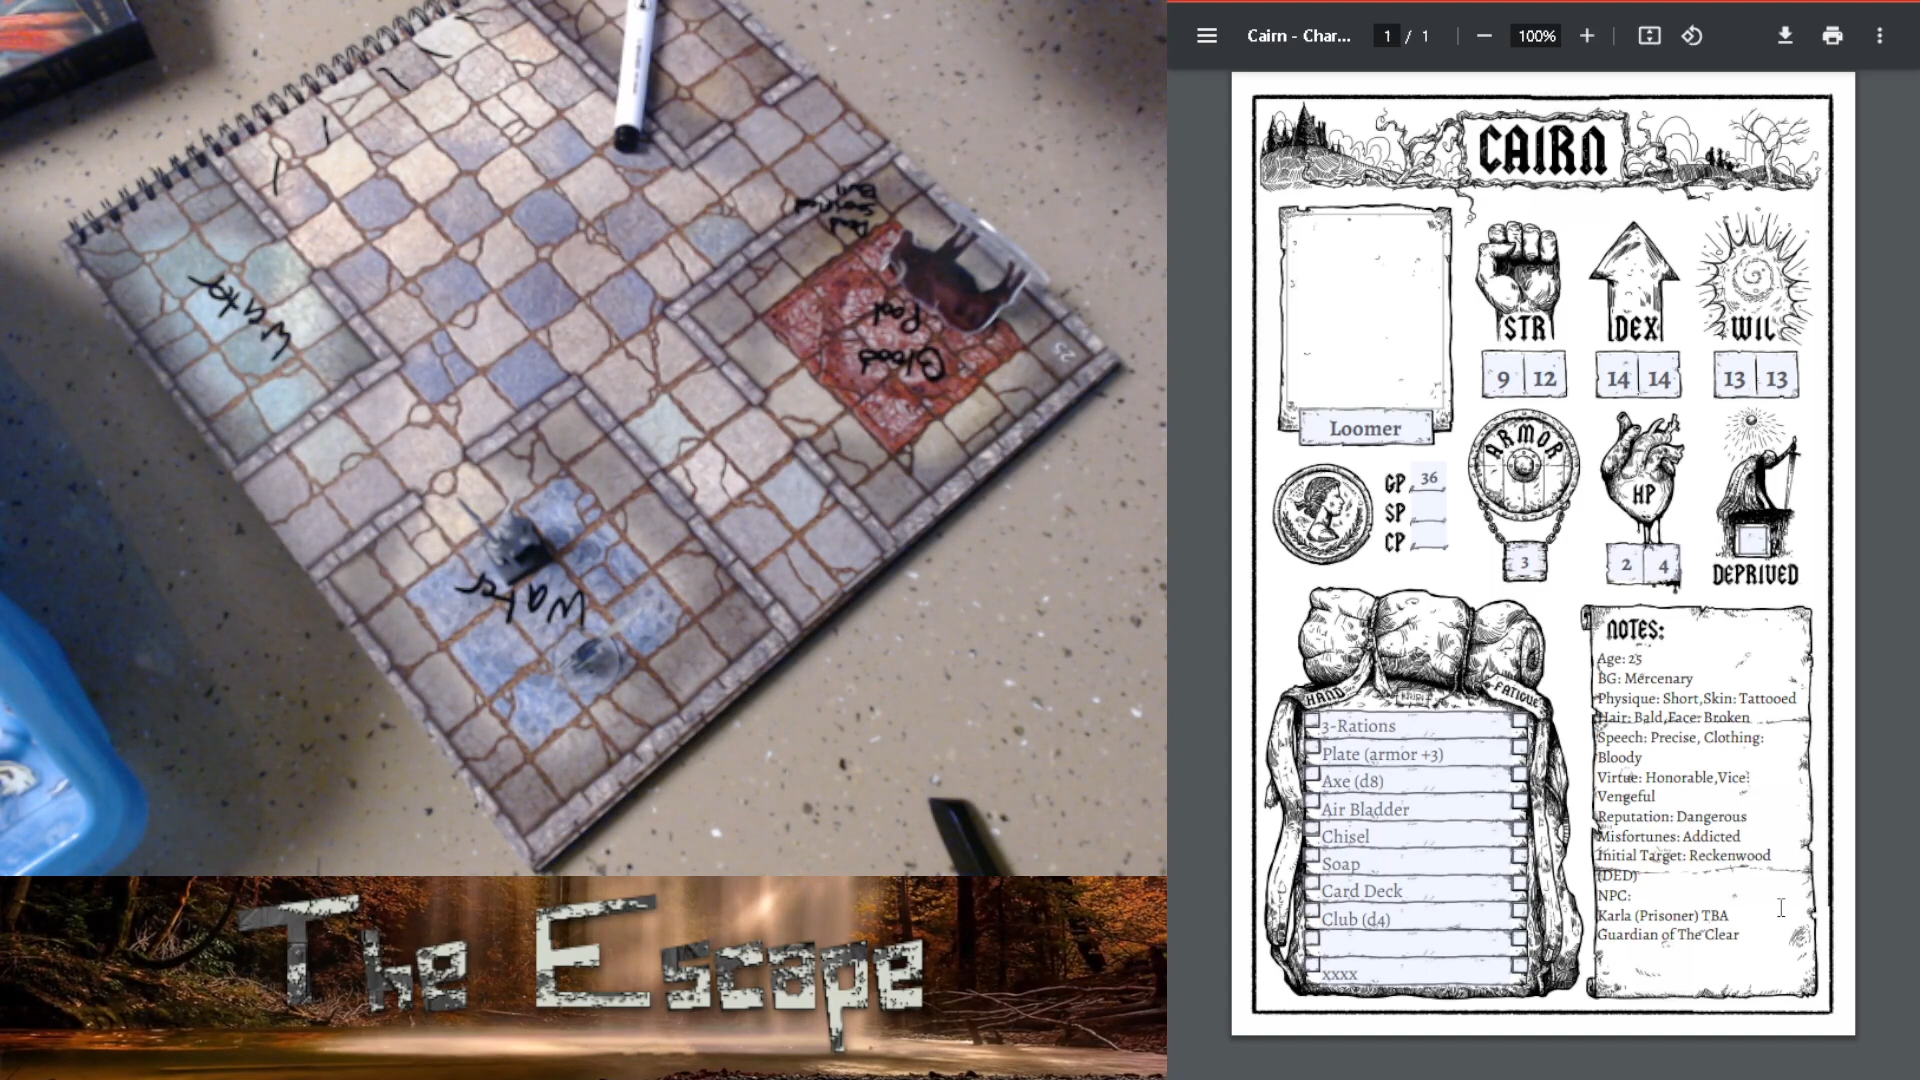 Water
Dead
Sacrificed
Bull
Blood
Pool
25
Water
The Escape
Cairn - Char...
1 / 1
100%
CAIRN
STR
DEX
WIL
9 12
14 14
13 13
Loomer
ARMOR
3
HP
2 4
DEPRIVED
GP 36
SP
CP
HAND
FATIGUE
3-Rations
Plate (armor +3)
Axe (d8)
Air Bladder
Chisel
Soap
Card Deck
Club (d4)
xxxx
NOTES:
Age: 25
BG: Mercenary
Physique: Short,Skin: Tattooed
Hair: Bald,Face: Broken
Speech: Precise, Clothing:
Bloody
Virtue: Honorable,Vice:
Vengeful
Reputation: Dangerous
Misfortunes: Addicted
Initial Target: Reckenwood
(DED)
NPC:
Karla (Prisoner) TBA
Guardian of The Clear